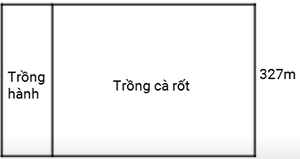 Trồng
hành
Trồng cà rốt
327m